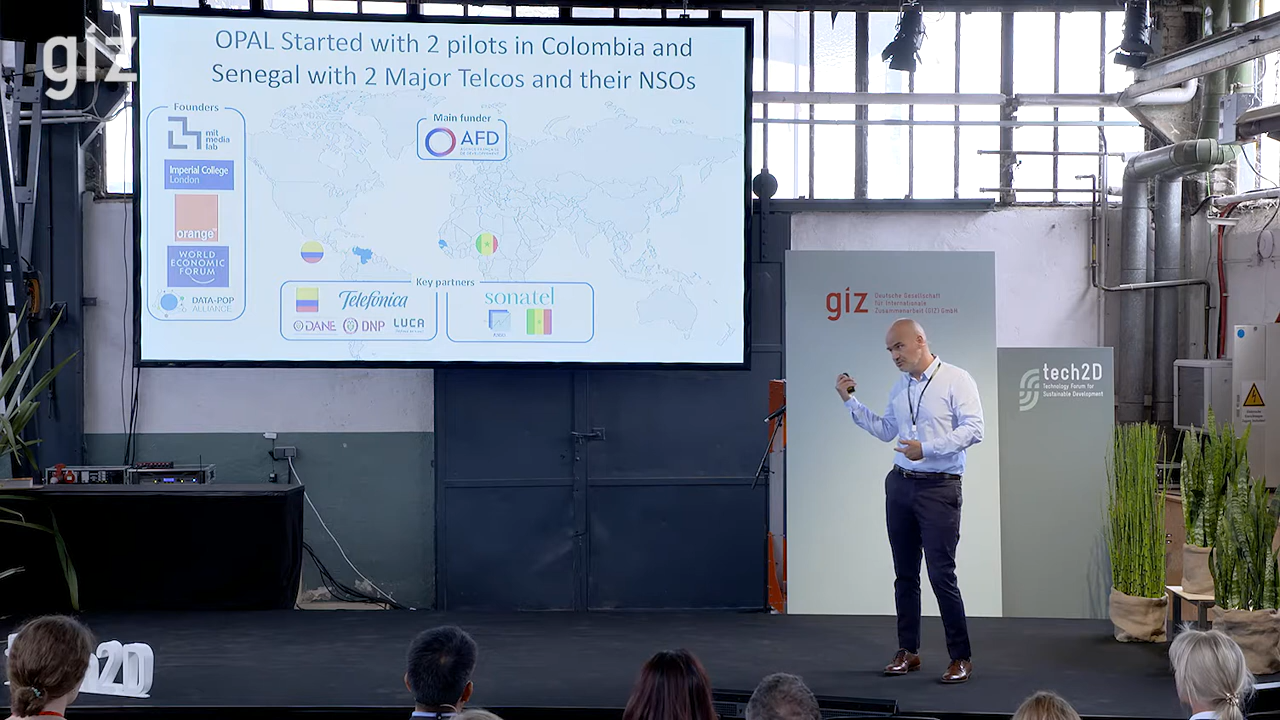 giz
OPAL Started with 2 pilots in Colombia and
Senegal with 2 Major Telcos and their NSOs
Founders
mit
media
lab
Imperial College
London
orange
WORLD
ECONOMIC
FORUM
DATA-POP
ALLIANCE
Main funder
AFD
Key partners
Telefónica
DANE
DNP
LUCA
sonatel
giz
Deutsche Gesellschaft
für Internationale
Zusammenarbeit (GIZ) GmbH
tech2D
Technology Forum for
Sustainable Development
2D